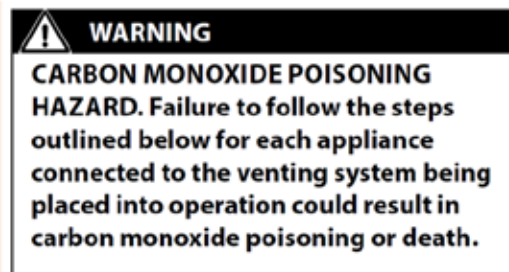 WARNING
CARBON MONOXIDE POISONING
HAZARD. Failure to follow the steps
outlined below for each appliance
connected to the venting system being
placed into operation could result in
carbon monoxide poisoning or death.